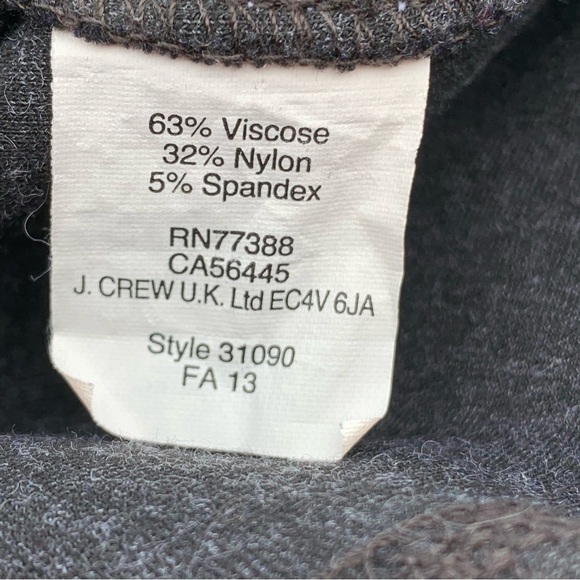 63% Viscose
32% Nylon
5% Spandex
RN77388
CA56445
J. CREW U.K. Ltd EC4V 6JA
Style 31090
FA 13